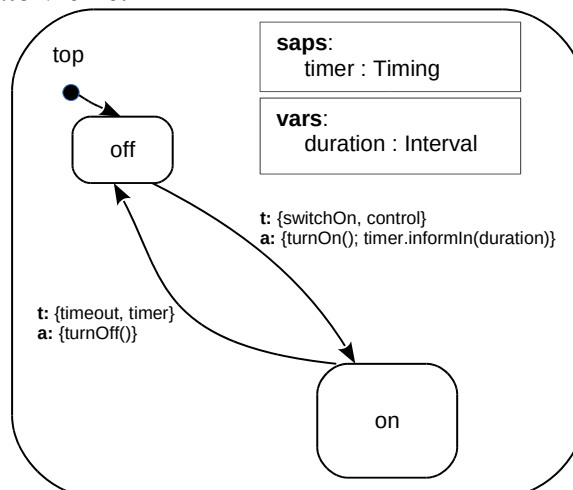 top
saps:
timer : Timing
vars:
duration : Interval
off
t: {switchOn, control}
a: {turnOn(); timer.informIn(duration)}
t: {timeout, timer}
a: {turnOff()}
on